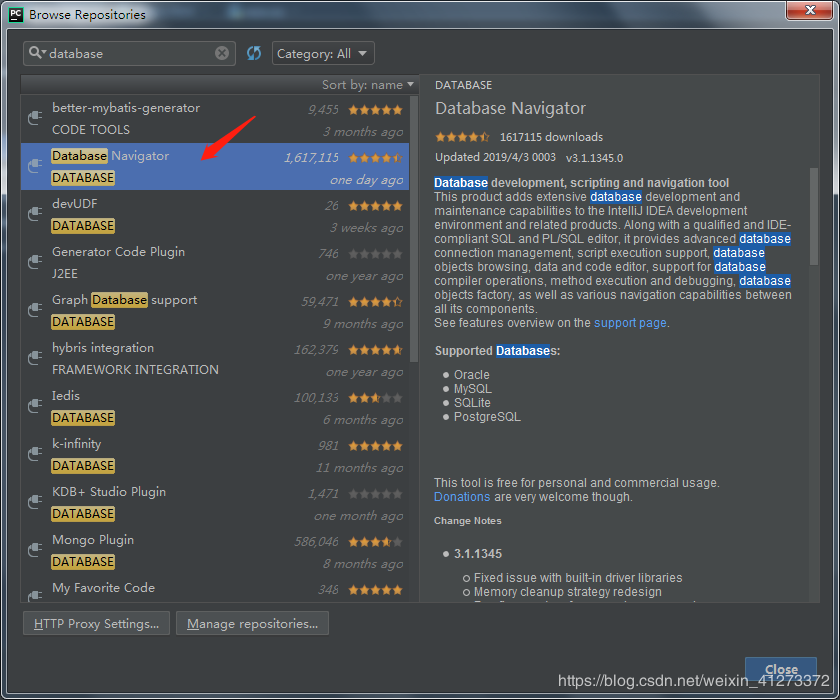 PC Browse Repositories
database
Category: All
Sort by: name
better-mybatis-generator 9,455
CODE TOOLS 3 months ago
Database Navigator 1,617,115
DATABASE one day ago
devUDF 26
DATABASE 3 weeks ago
Generator Code Plugin 746
J2EE one year ago
Graph Database support 59,471
DATABASE 9 months ago
hybris integration 162,379
FRAMEWORK INTEGRATION one year ago
Iedis 100,133
DATABASE 6 months ago
k-infinity 981
DATABASE 11 months ago
KDB+ Studio Plugin 1,471
DATABASE one month ago
Mongo Plugin 586,046
DATABASE 8 months ago
My Favorite Code 348
DATABASE
Database Navigator
1617115 downloads
Updated 2019/4/3 0003 v3.1.1345.0
Database development, scripting and navigation tool
This product adds extensive database development and
maintenance capabilities to the IntelliJ IDEA development
environment and related products. Along with a qualified and IDE-
compliant SQL and PL/SQL editor, it provides advanced database
connection management, script execution support, database
objects browsing, data and code editor, support for database
compiler operations, method execution and debugging, database
objects factory, as well as various navigation capabilities between
all its components.
See features overview on the support page.
Supported Databases:
Oracle
MySQL
SQLite
PostgreSQL
This tool is free for personal and commercial usage.
Donations are very welcome though.
Change Notes
3.1.1345
Fixed issue with built-in driver libraries
Memory cleanup strategy redesign
HTTP Proxy Settings...
Manage repositories...
Close
https://blog.csdn.net/weixin_41273372